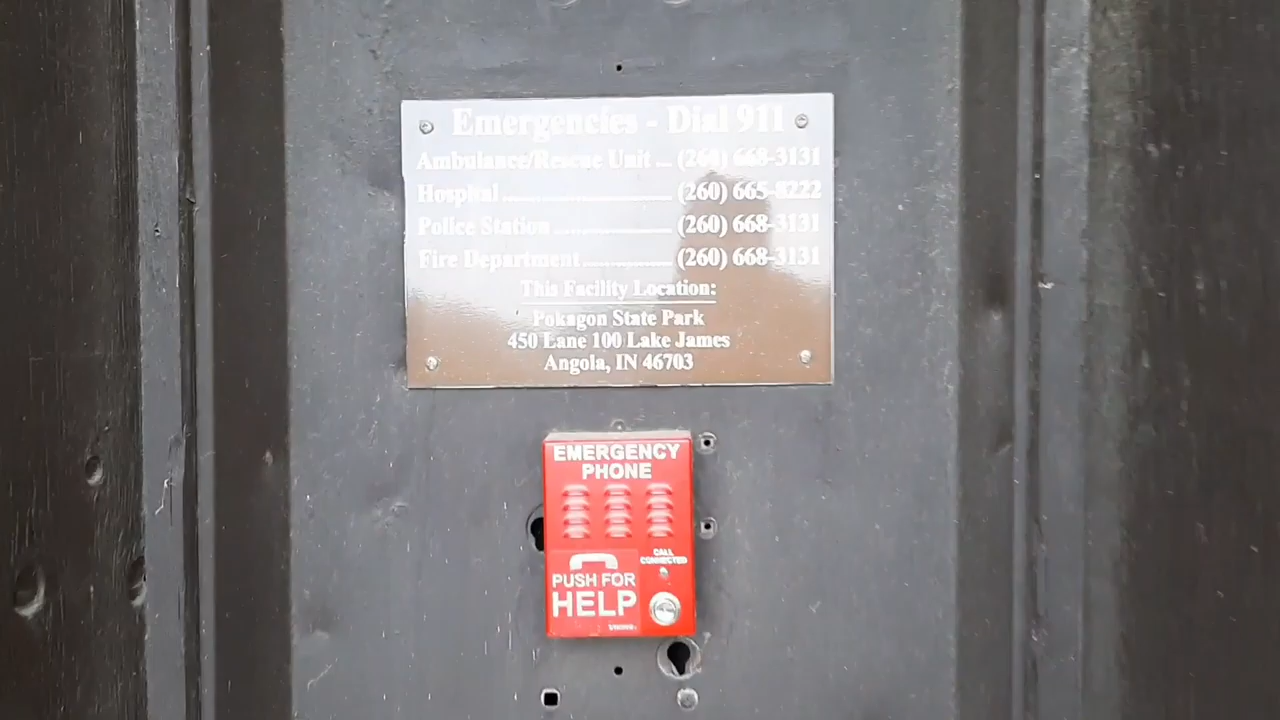 Emergencies - Dial 911
Ambulance/Rescue Unit ... (260) 668-3131
Hospital ........................... (260) 665-8222
Police Station ................... (260) 668-3131
Fire Department.............. (260) 668-3131
This Facility Location:
Pokagon State Park
450 Lane 100 Lake James
Angola, IN 46703
EMERGENCY
PHONE
CALL
CONNECTED
PUSH FOR
HELP